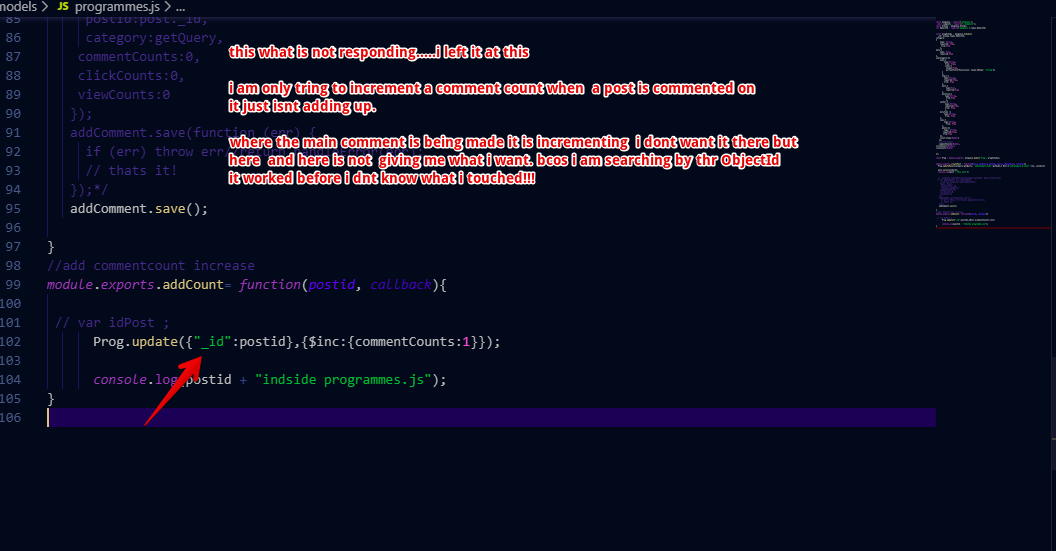 models > JS programmes.js > ...
85 postid:post._id,
86 category:getQuery,
87 commentCounts:0,
88 clickCounts:0,
89 viewCounts:0
90 });
91 addCom.save(function (err) {
92 if (err) throw err
93 // thats it!
94 });*/
95 addComment.save();
96
97 }
98 //add commentcount increase
99 module.exports.addCount= function(postid, callback){
100
101 // var idPost ;
102 Prog.update({"_id":postid},{$inc:{commentCounts:1}});
103
104 console.log(postid + "indside programmes.js");
105 }
106
this what is not responding.....i left it at this
i am only tring to increment a comment count when a post is commented on
it just isnt adding up.
where the main comment is being made it is incrementing i dont want it there but
here and here is not giving me what i want. bcos i am searching by thr ObjectId
it worked before i dnt know what i touched!!!